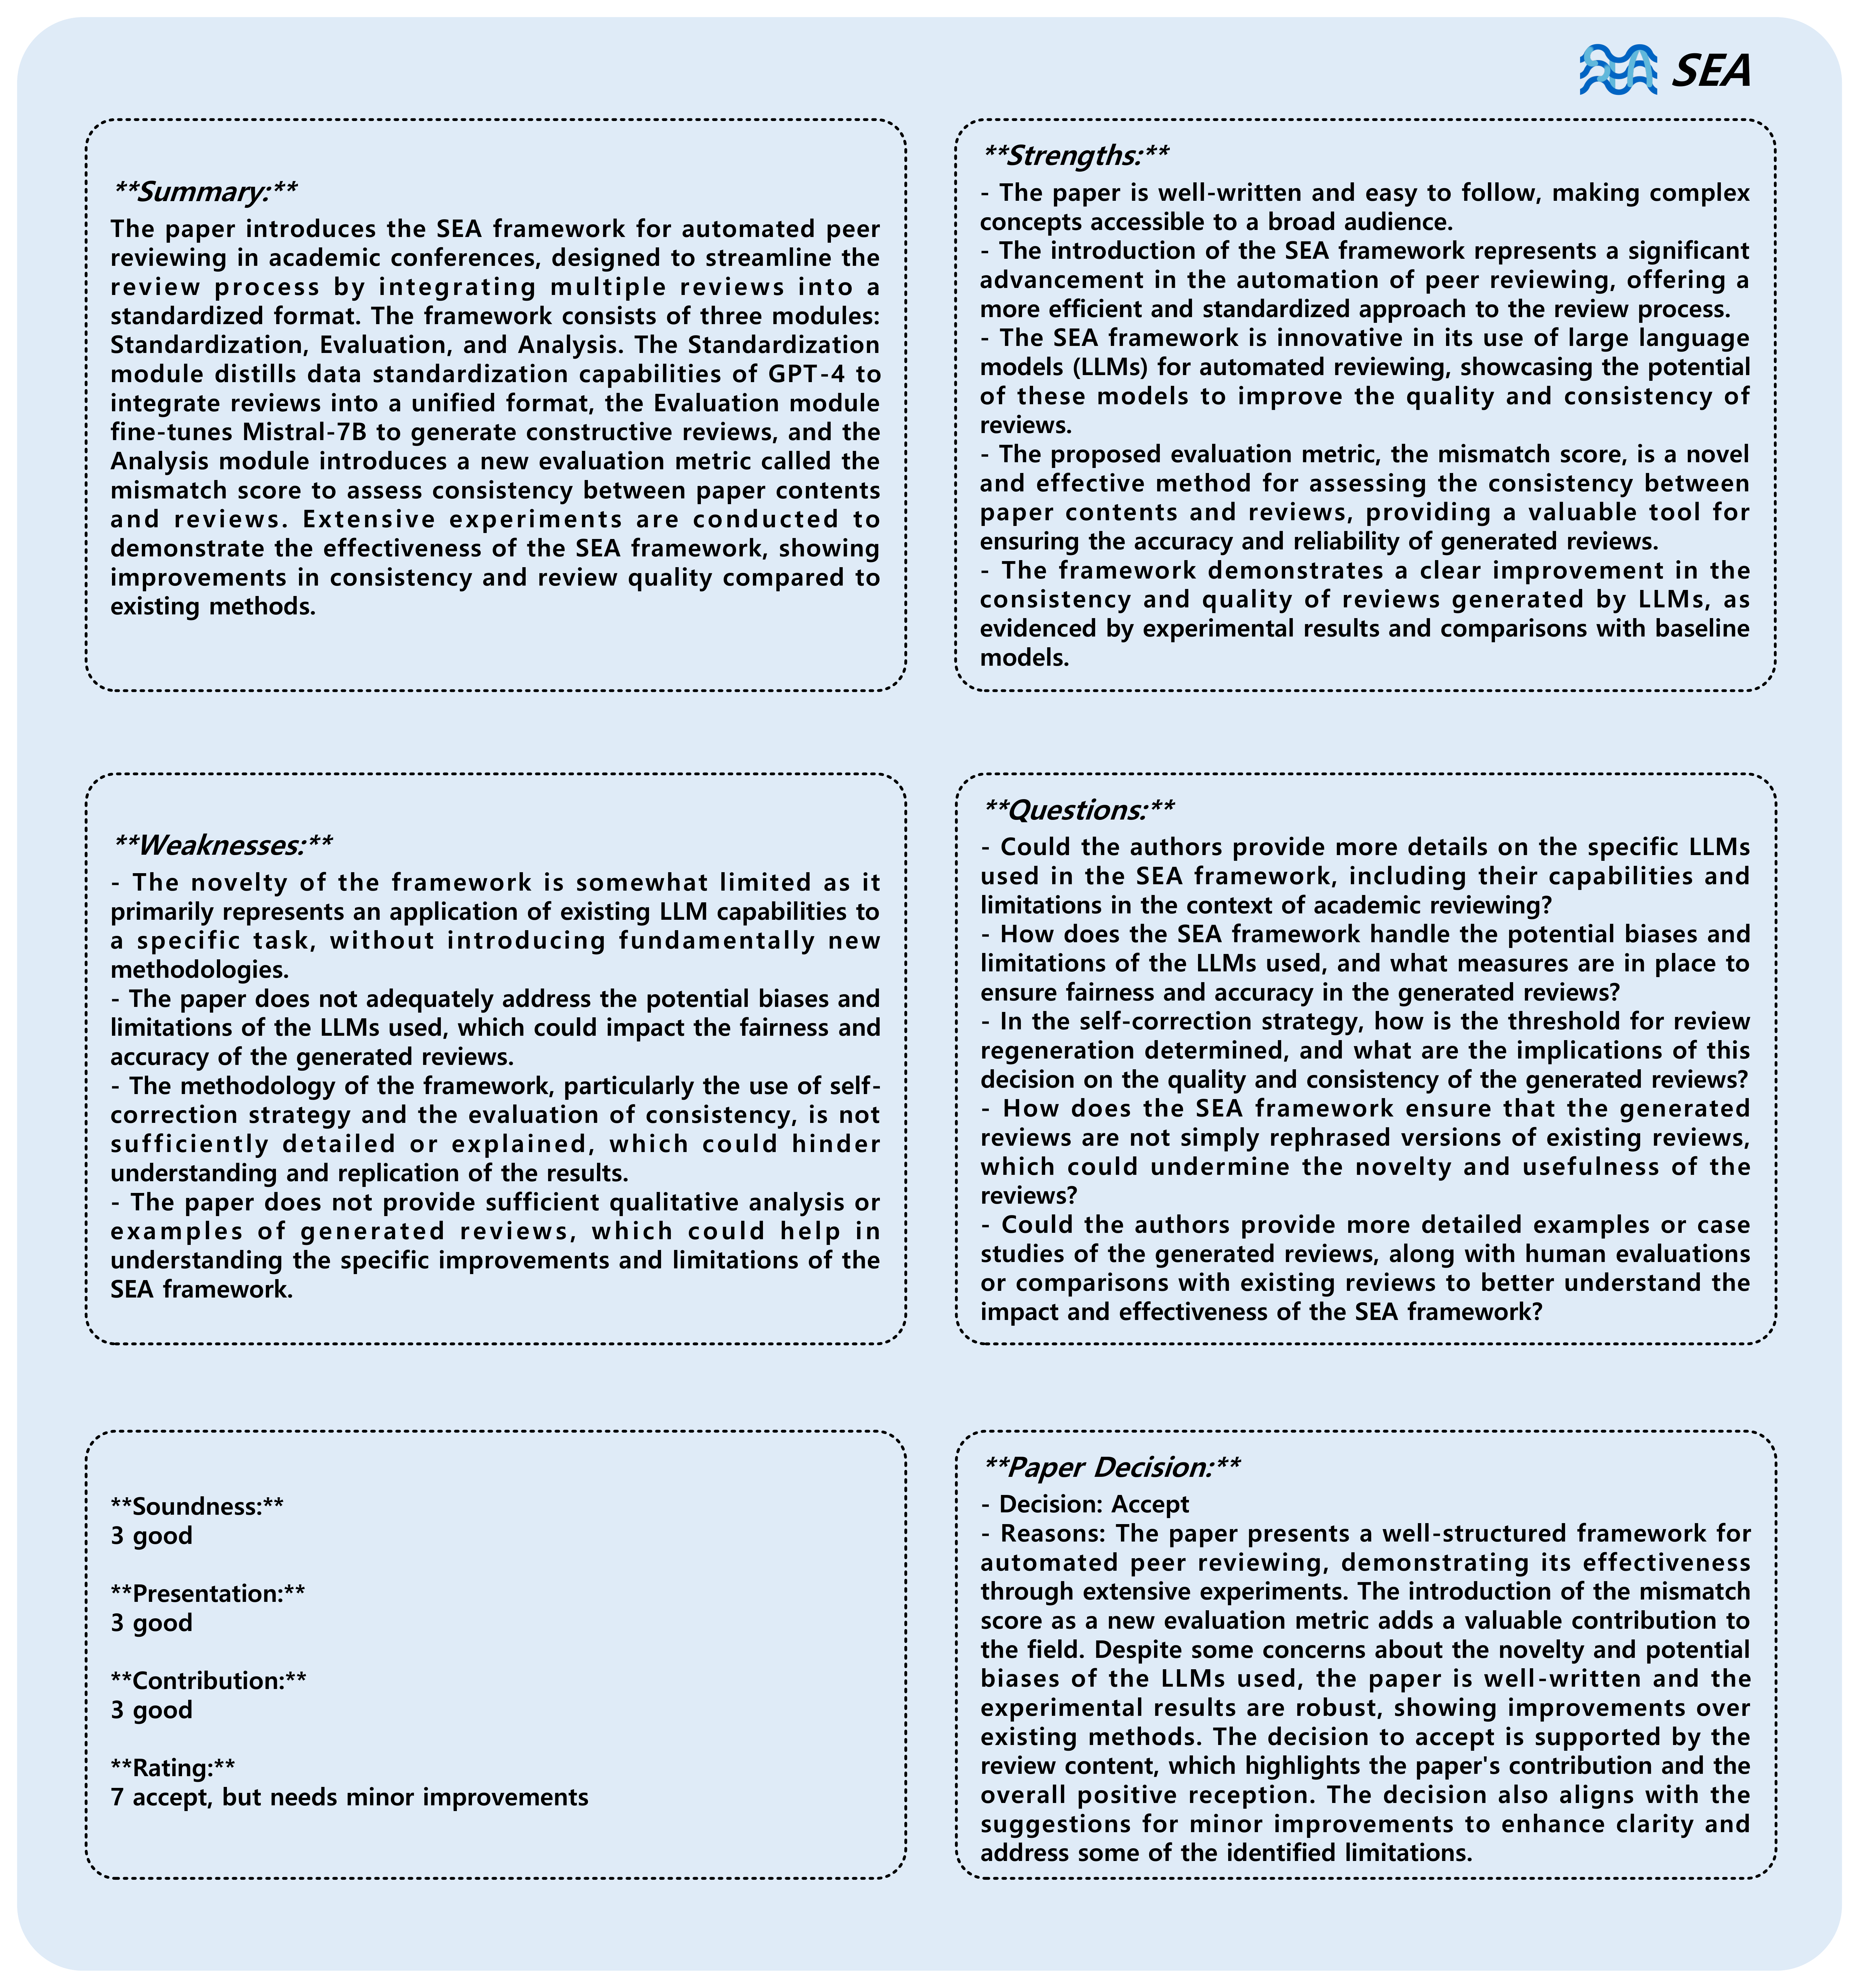 SEA
**Summary:**
The paper introduces the SEA framework for automated peer
reviewing in academic conferences, designed to streamline the
review process by integrating multiple reviews into a
standardized format. The framework consists of three modules:
Standardization, Evaluation, and Analysis. The Standardization
module distills data standardization capabilities of GPT-4 to
integrate reviews into a unified format, the Evaluation module
fine-tunes Mistral-7B to generate constructive reviews, and the
Analysis module introduces a new evaluation metric called the
mismatch score to assess consistency between paper contents
and reviews. Extensive experiments are conducted to
demonstrate the effectiveness of the SEA framework, showing
improvements in consistency and review quality compared to
existing methods.
**Strengths:**
- The paper is well-written and easy to follow, making complex
concepts accessible to a broad audience.
- The introduction of the SEA framework represents a significant
advancement in the automation of peer reviewing, offering a
more efficient and standardized approach to the review process.
- The SEA framework is innovative in its use of large language
models (LLMs) for automated reviewing, showcasing the potential
of these models to improve the quality and consistency of
reviews.
- The proposed evaluation metric, the mismatch score, is a novel
and effective method for assessing the consistency between
paper contents and reviews, providing a valuable tool for
ensuring the accuracy and reliability of generated reviews.
- The framework demonstrates a clear improvement in the
consistency and quality of reviews generated by LLMs, as
evidenced by experimental results and comparisons with baseline
models.
**Weaknesses:**
- The novelty of the framework is somewhat limited as it
primarily represents an application of existing LLM capabilities to
a specific task, without introducing fundamentally new
methodologies.
- The paper does not adequately address the potential biases and
limitations of the LLMs used, which could impact the fairness and
accuracy of the generated reviews.
- The methodology of the framework, particularly the use of self-
correction strategy and the evaluation of consistency, is not
sufficiently detailed or explained, which could hinder
understanding and replication of the results.
- The paper does not provide sufficient qualitative analysis or
examples of generated reviews, which could help in
understanding the specific improvements and limitations of the
SEA framework.
**Questions:**
- Could the authors provide more details on the specific LLMs
used in the SEA framework, including their capabilities and
limitations in the context of academic reviewing?
- How does the SEA framework handle the potential biases and
limitations of the LLMs used, and what measures are in place to
ensure fairness and accuracy in the generated reviews?
- In the self-correction strategy, how is the threshold for review
regeneration determined, and what are the implications of this
decision on the quality and consistency of the generated reviews?
- How does the SEA framework ensure that the generated
reviews are not simply rephrased versions of existing reviews,
which could undermine the novelty and usefulness of the
reviews?
- Could the authors provide more detailed examples or case
studies of the generated reviews, along with human evaluations
or comparisons with existing reviews to better understand the
impact and effectiveness of the SEA framework?
**Soundness:**
3 good
**Presentation:**
3 good
**Contribution:**
3 good
**Rating:**
7 accept, but needs minor improvements
**Paper Decision:**
- Decision: Accept
- Reasons: The paper presents a well-structured framework for
automated peer reviewing, demonstrating its effectiveness
through extensive experiments. The introduction of the mismatch
score as a new evaluation metric adds a valuable contribution to
the field. Despite some concerns about the novelty and potential
biases of the LLMs used, the paper is well-written and the
experimental results are robust, showing improvements over
existing methods. The decision to accept is supported by the
review content, which highlights the paper's contribution and the
overall positive reception. The decision also aligns with the
suggestions for minor improvements to enhance clarity and
address some of the identified limitations.